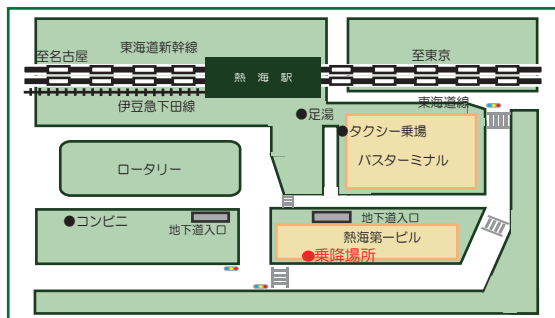 東海道新幹線
至名古屋
至東京
熱海駅
伊豆急下田線
東海道線
足湯
タクシー乗場
バスターミナル
ロータリー
コンビニ
地下道入口
地下道入口
熱海第一ビル
乗降場所